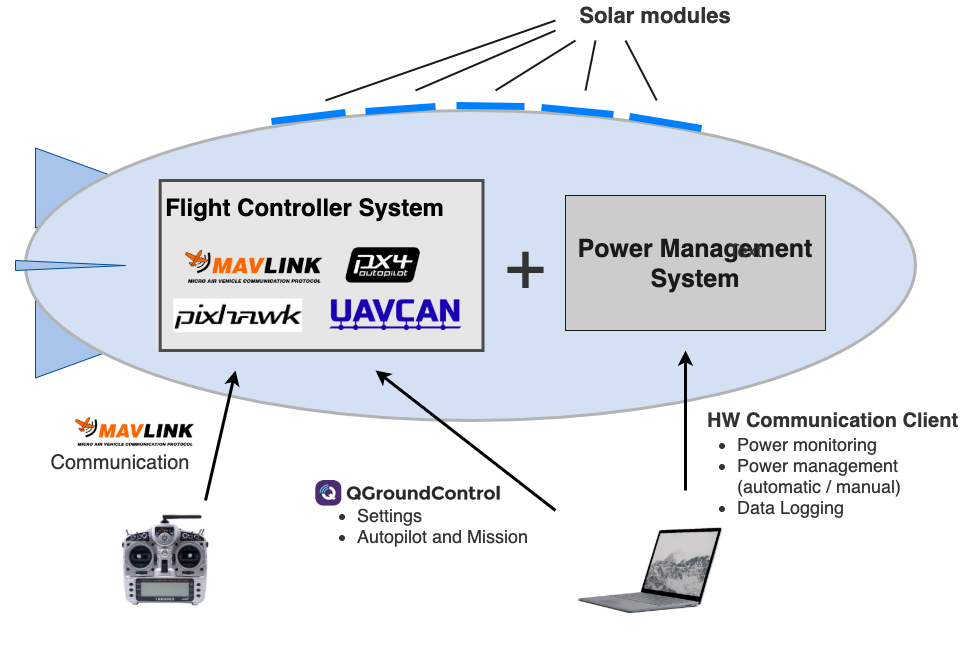 Solar modules
Flight Controller System
MAVLINK
MICRO AIR VEHICLE COMMUNICATION PROTOCOL
px4
autopilot
pixhawk
UAVCAN
+
Power Management
System
MAVLINK
MICRO AIR VEHICLE COMMUNICATION PROTOCOL
Communication
QGroundControl
• Settings
• Autopilot and Mission
HW Communication Client
• Power monitoring
• Power management
(automatic / manual)
• Data Logging